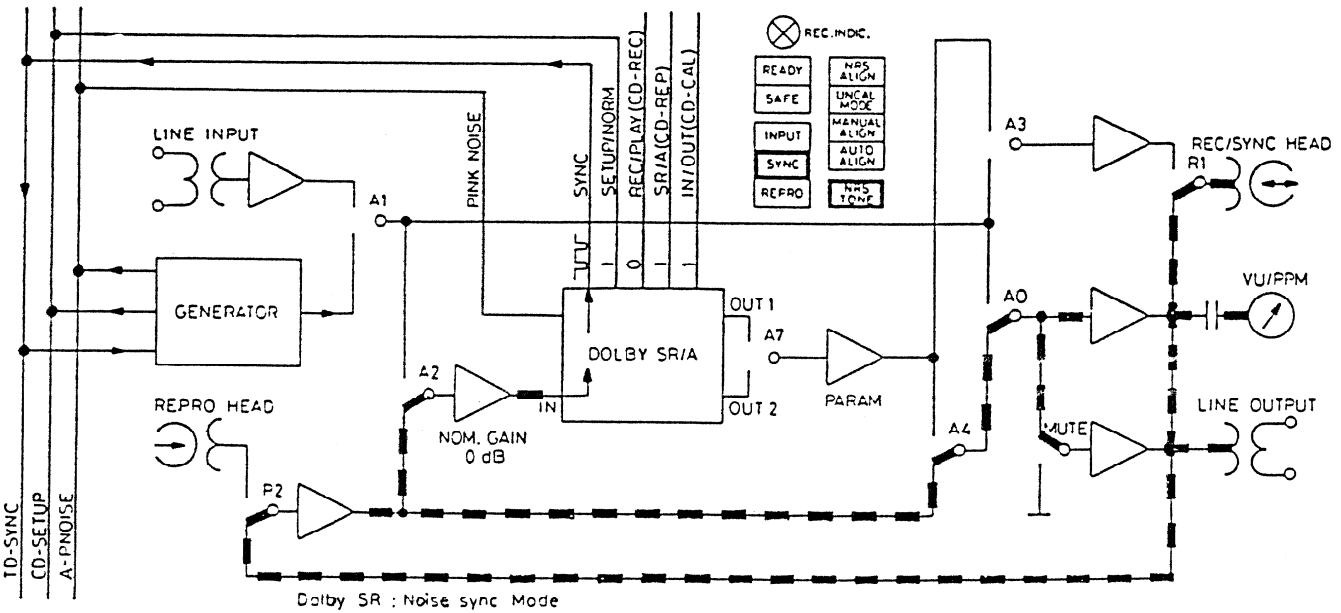 REC.INDIC.
READY
SAFE
INPUT
SYNC
REPRO
NRS
ALIGN
UNCAL
MODE
MANUAL
ALIGN
AUTO
ALIGN
NRS
TONE
LINE INPUT
A1
PINK NOISE
SYNC
SETUP/NORM
REC/PLAY(CD-REC)
SR/A(CD-REP)
IN/OUT(CD-CAL)
1
0
1
1
A3
REC/SYNC HEAD
R1
GENERATOR
OUT 1
A7
DOLBY SR/A
IN
OUT 2
PARAM
A0
VU/PPM
A2
NOM. GAIN
0 dB
REPRO HEAD
A4
MUTE
LINE OUTPUT
P2
TD-SYNC
CD-SETUP
A-PNOISE
Dolby SR : Noise sync Mode